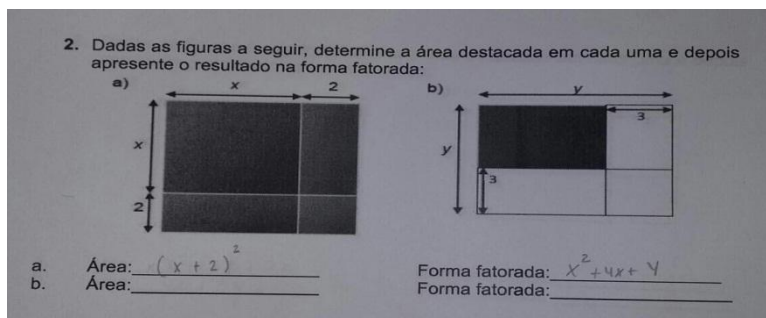 2. Dadas as figuras a seguir, determine a área destacada em cada uma e depois
apresente o resultado na forma fatorada:
a) x 2 b) y
3
x y
3
2
a. Área: (x + 2)² Forma fatorada: x² + 4x + 4
b. Área: Forma fatorada: